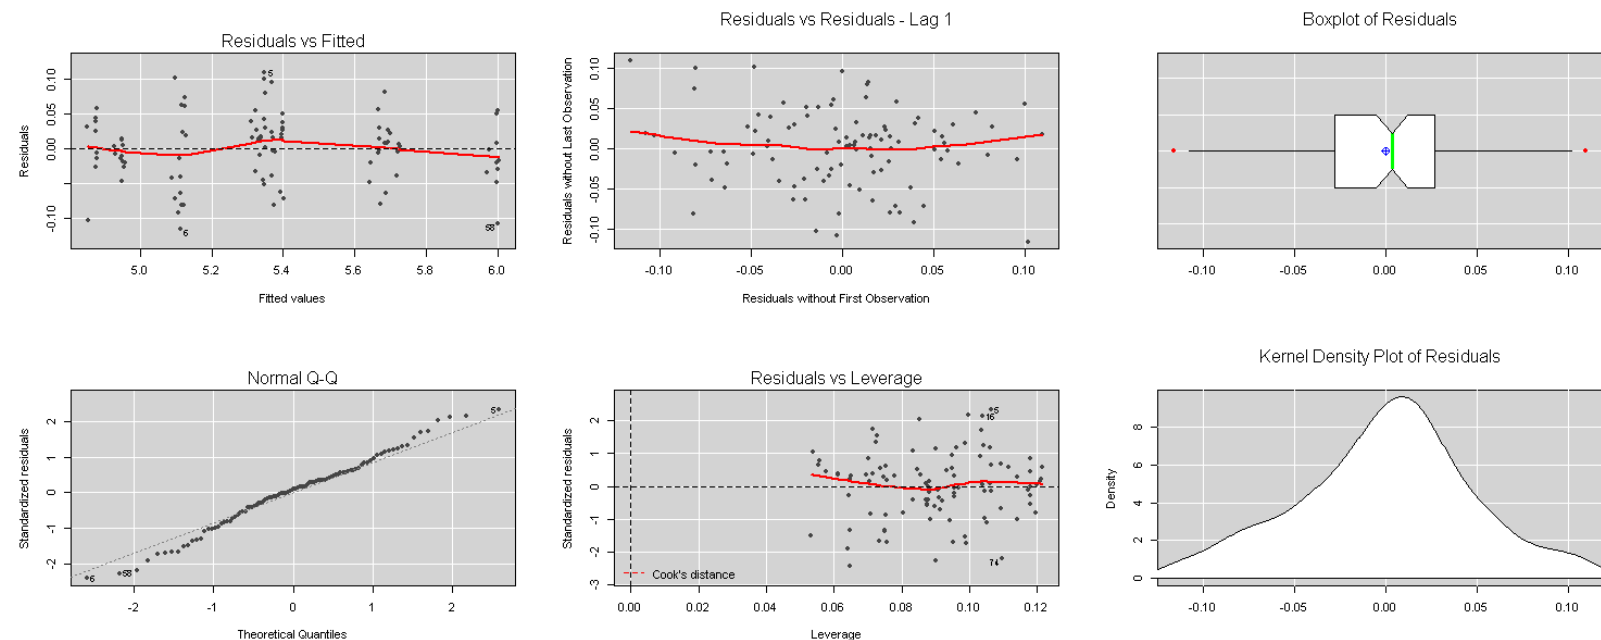 Residuals vs Fitted
Residuals
0.10
0.05
0.00
-0.10
5
6
58
5.0 5.2 5.4 5.6 5.8 6.0
Fitted values
Residuals vs Residuals - Lag 1
Residuals without Last Observation
0.10
0.05
0.00
-0.05
-0.10
-0.10 -0.05 0.00 0.05 0.10
Residuals without First Observation
Boxplot of Residuals
-0.10 -0.05 0.00 0.05 0.10
Normal Q-Q
Standardized residuals
2
1
0
-1
-2
5
58
6
-2 -1 0 1 2
Theoretical Quantiles
Residuals vs Leverage
Standardized residuals
2
1
0
-1
-2
-3
5
16
74
Cook's distance
0.00 0.02 0.04 0.06 0.08 0.10 0.12
Leverage
Kernel Density Plot of Residuals
Density
8
6
4
2
0
-0.10 -0.05 0.00 0.05 0.10